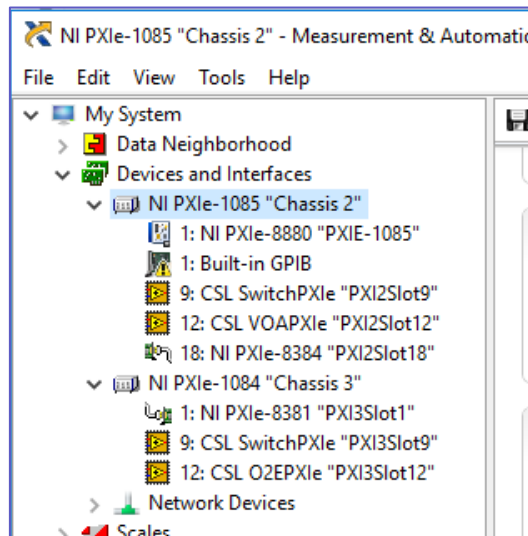 NI PXIe-1085 "Chassis 2" - Measurement & Automatic
File Edit View Tools Help
My System
Data Neighborhood
Devices and Interfaces
NI PXIe-1085 "Chassis 2"
1: NI PXIe-8880 "PXIE-1085"
1: Built-in GPIB
9: CSL SwitchPXIe "PXI2Slot9"
12: CSL VOAPXIe "PXI2Slot12"
18: NI PXIe-8384 "PXI2Slot18"
NI PXIe-1084 "Chassis 3"
1: NI PXIe-8381 "PXI3Slot1"
9: CSL SwitchPXIe "PXI3Slot9"
12: CSL O2EPXIe "PXI3Slot12"
Network Devices
Scales